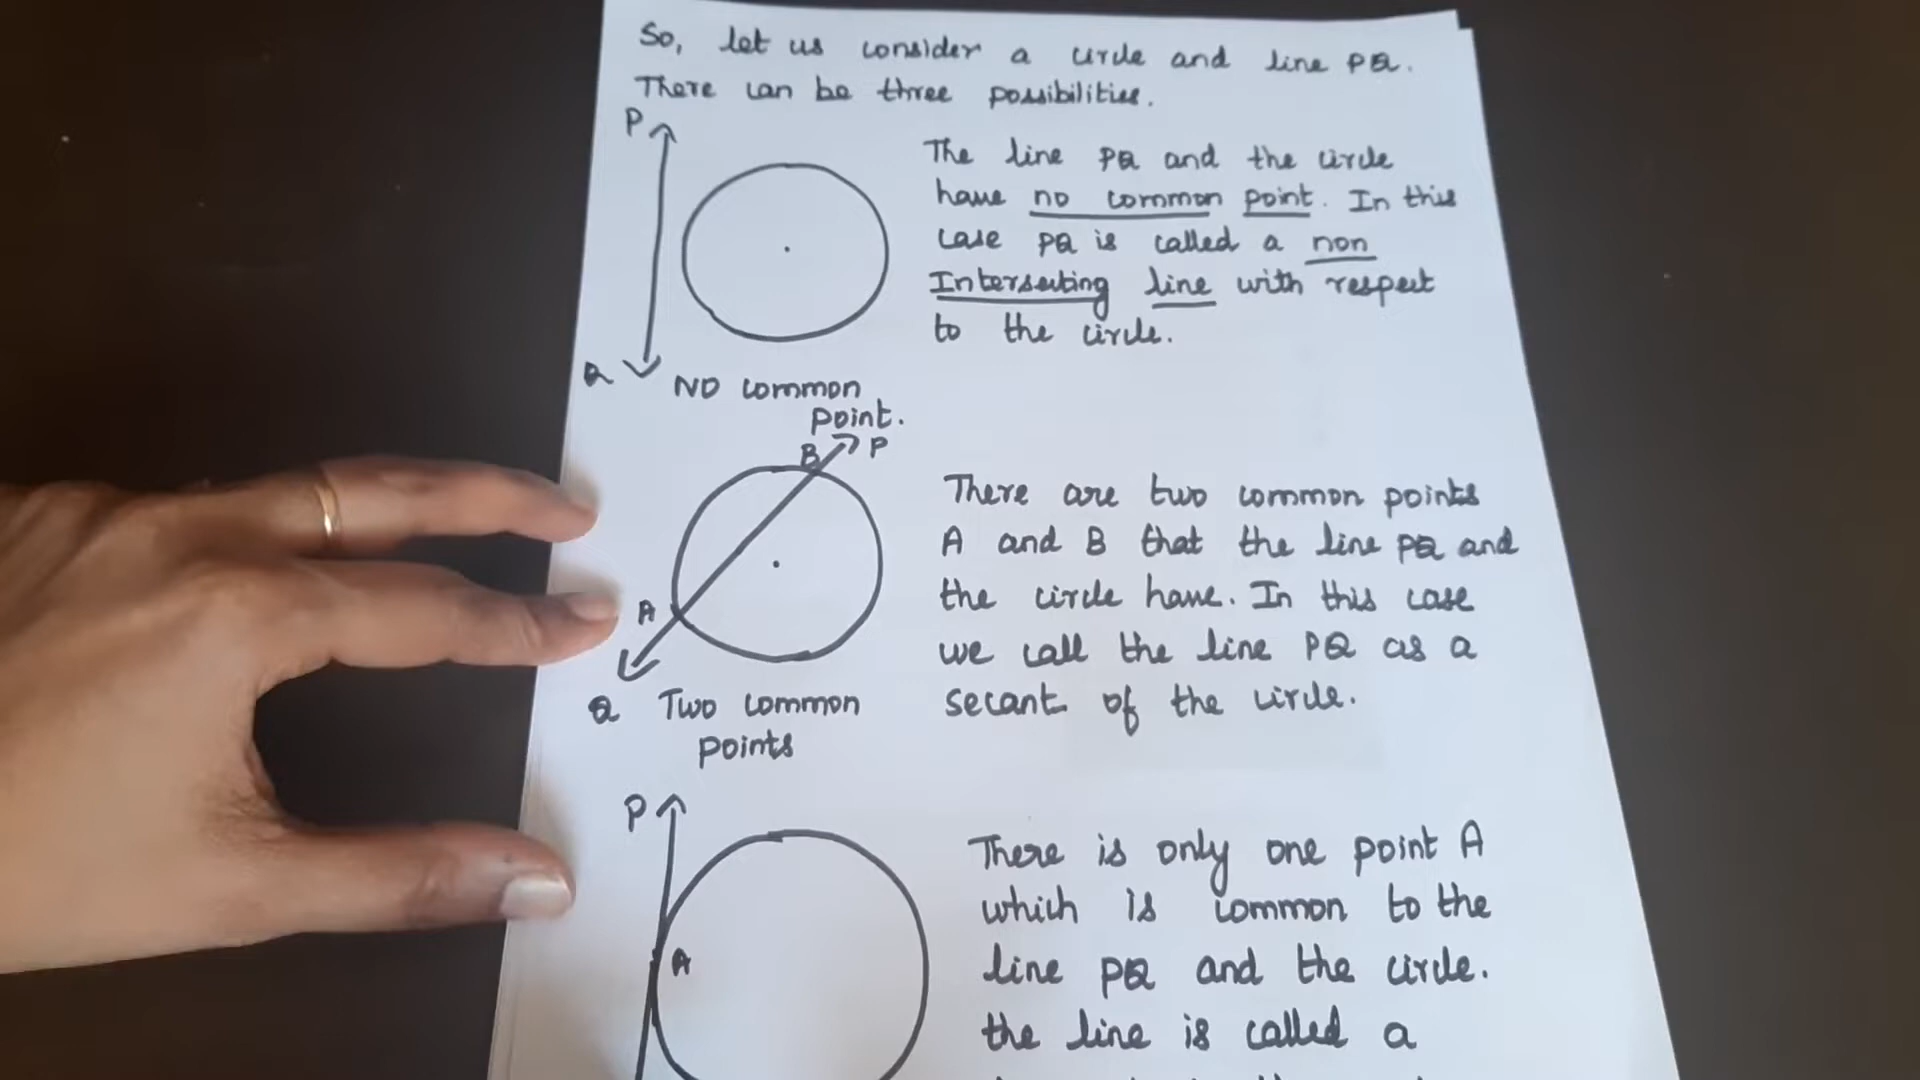 So, let us consider a circle and line PQ.
There can be three possibilities.
P
Q
NO common
point.
The line PQ and the circle
have no common point. In this
case PQ is called a non
Intersecting line with respect
to the circle.
B
P
A
Q
Two common
points
There are two common points
A and B that the line PQ and
the circle have. In this case
we call the line PQ as a
secant of the circle.
P
A
There is only one point A
which is common to the
line PQ and the circle.
the line is called a